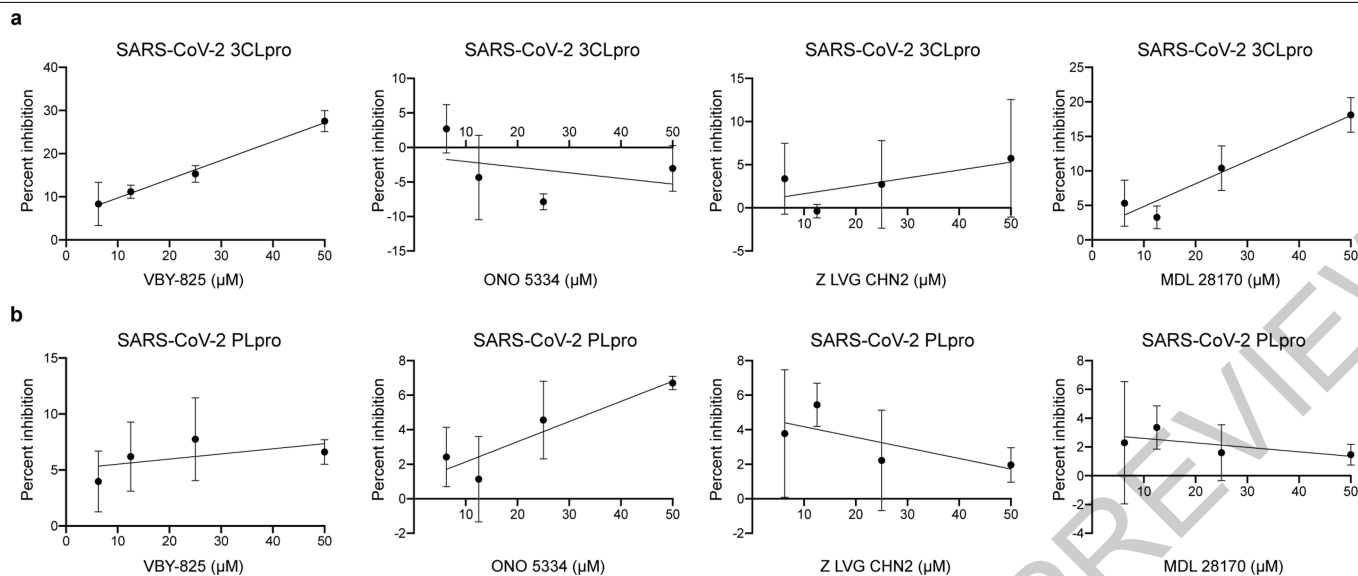 a
SARS-CoV-2 3CLpro
40
30
20
10
0
Percent inhibition
0 10 20 30 40 50
VBY-825 (µM)
SARS-CoV-2 3CLpro
10
5
0
-5
-10
-15
Percent inhibition
10 20 30 40 50
ONO 5334 (µM)
SARS-CoV-2 3CLpro
15
10
5
0
-5
Percent inhibition
10 20 30 40 50
Z LVG CHN2 (µM)
SARS-CoV-2 3CLpro
25
20
15
10
5
0
Percent inhibition
0 10 20 30 40 50
MDL 28170 (µM)
b
SARS-CoV-2 PLpro
15
10
5
0
Percent inhibition
0 10 20 30 40 50
VBY-825 (µM)
SARS-CoV-2 PLpro
8
6
4
2
0
-2
Percent inhibition
10 20 30 40 50
ONO 5334 (µM)
SARS-CoV-2 PLpro
8
6
4
2
0
-2
Percent inhibition
10 20 30 40 50
Z LVG CHN2 (µM)
SARS-CoV-2 PLpro
8
6
4
2
0
-2
-4
Percent inhibition
10 20 30 40 50
MDL 28170 (µM)